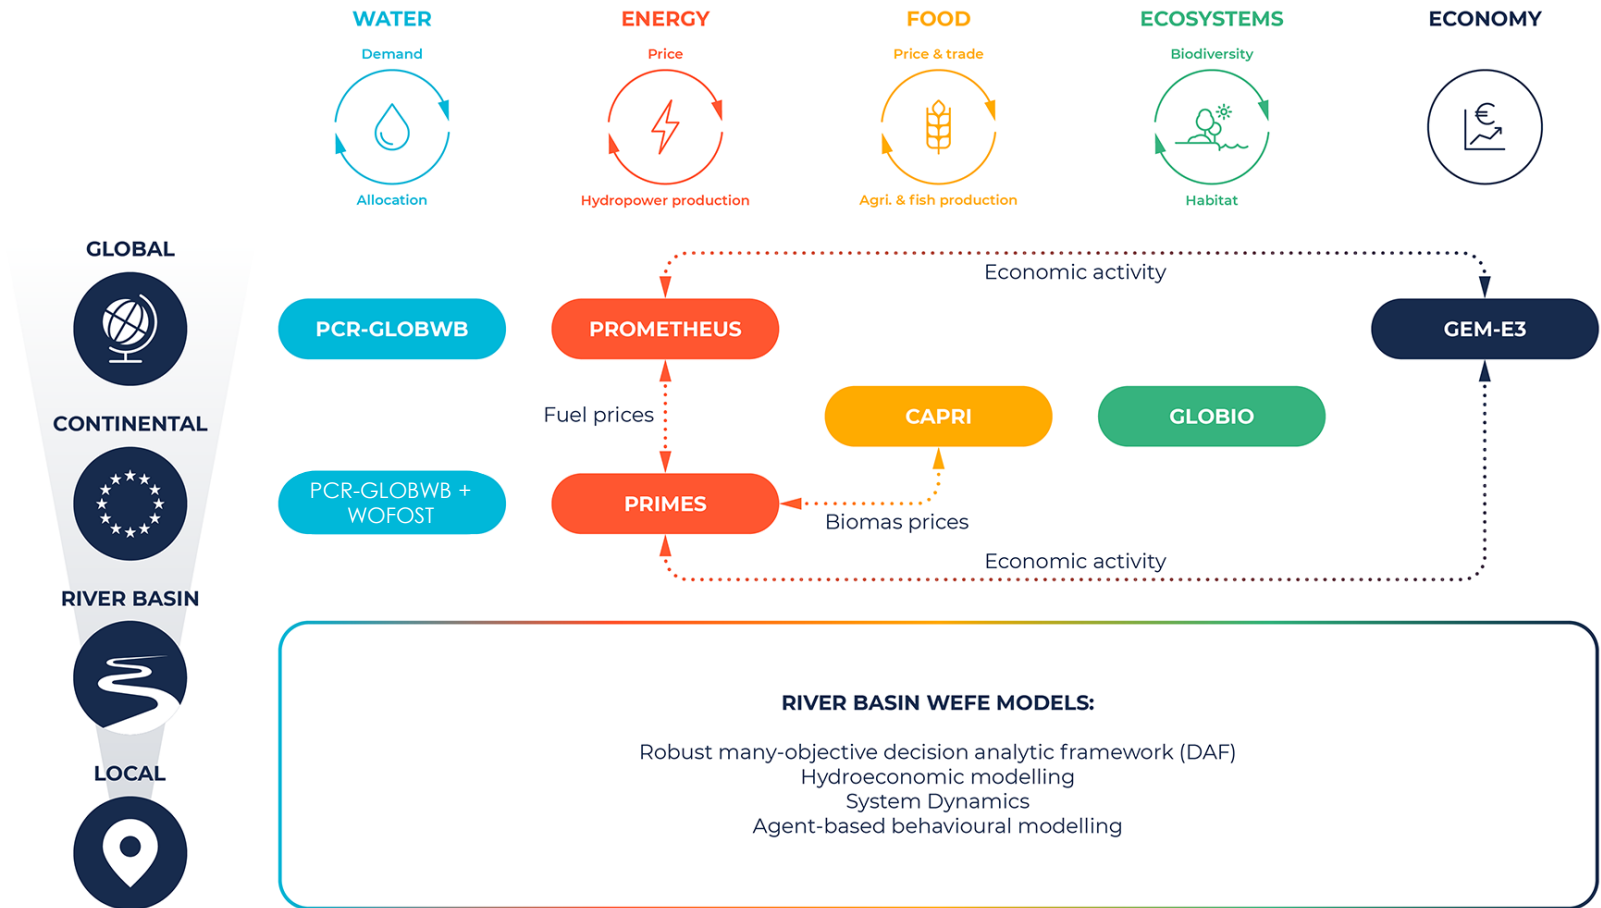 WATER
ENERGY
FOOD
ECOSYSTEMS
ECONOMY
Demand
Price
Price & trade
Biodiversity
Allocation
Hydropower production
Agri. & fish production
Habitat
GLOBAL
Economic activity
PCR-GLOBWB
PROMETHEUS
GEM-E3
Fuel prices
CAPRI
GLOBIO
CONTINENTAL
PCR-GLOBWB +
WOFOST
PRIMES
Biomas prices
Economic activity
RIVER BASIN
RIVER BASIN WEFE MODELS:
Robust many-objective decision analytic framework (DAF)
Hydroeconomic modelling
System Dynamics
Agent-based behavioural modelling
LOCAL